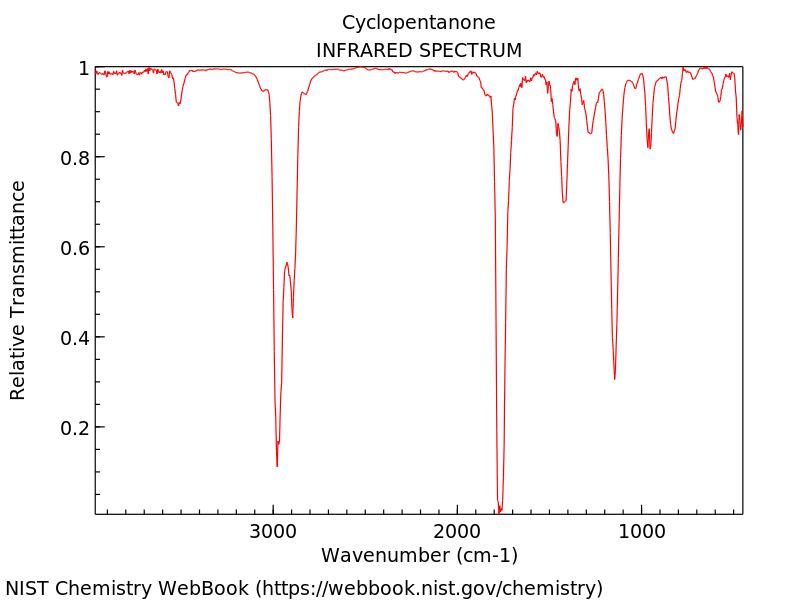 Cyclopentanone
INFRARED SPECTRUM
1
0.8
0.6
0.4
0.2
Relative Transmittance
3000 2000 1000
Wavenumber (cm-1)
NIST Chemistry WebBook (https://webbook.nist.gov/chemistry)